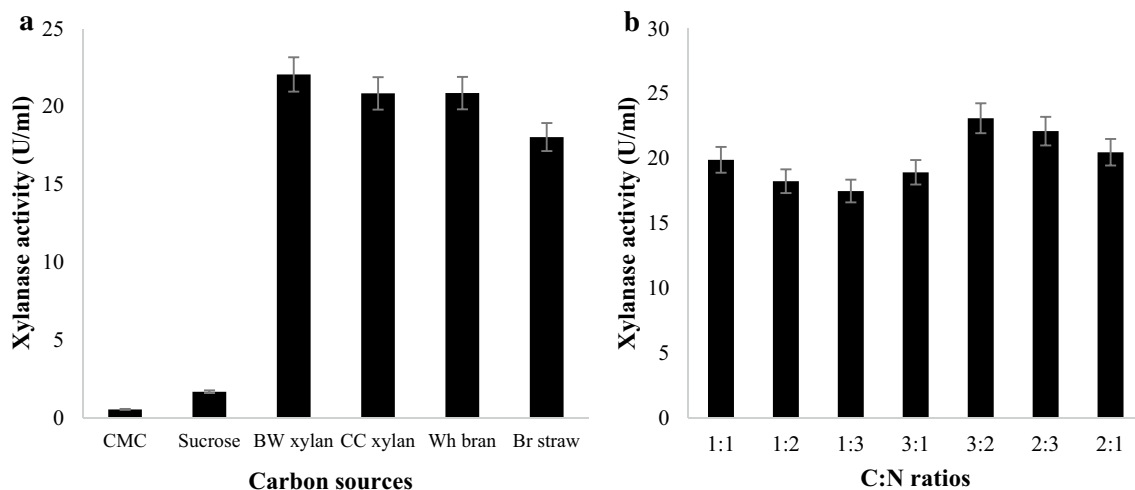 a
Xylanase activity (U/ml)
25
20
15
10
5
0
CMC Sucrose BW xylan CC xylan Wh bran Br straw
Carbon sources
b
Xylanase activity (U/ml)
30
25
20
15
10
5
0
1:1 1:2 1:3 3:1 3:2 2:3 2:1
C:N ratios